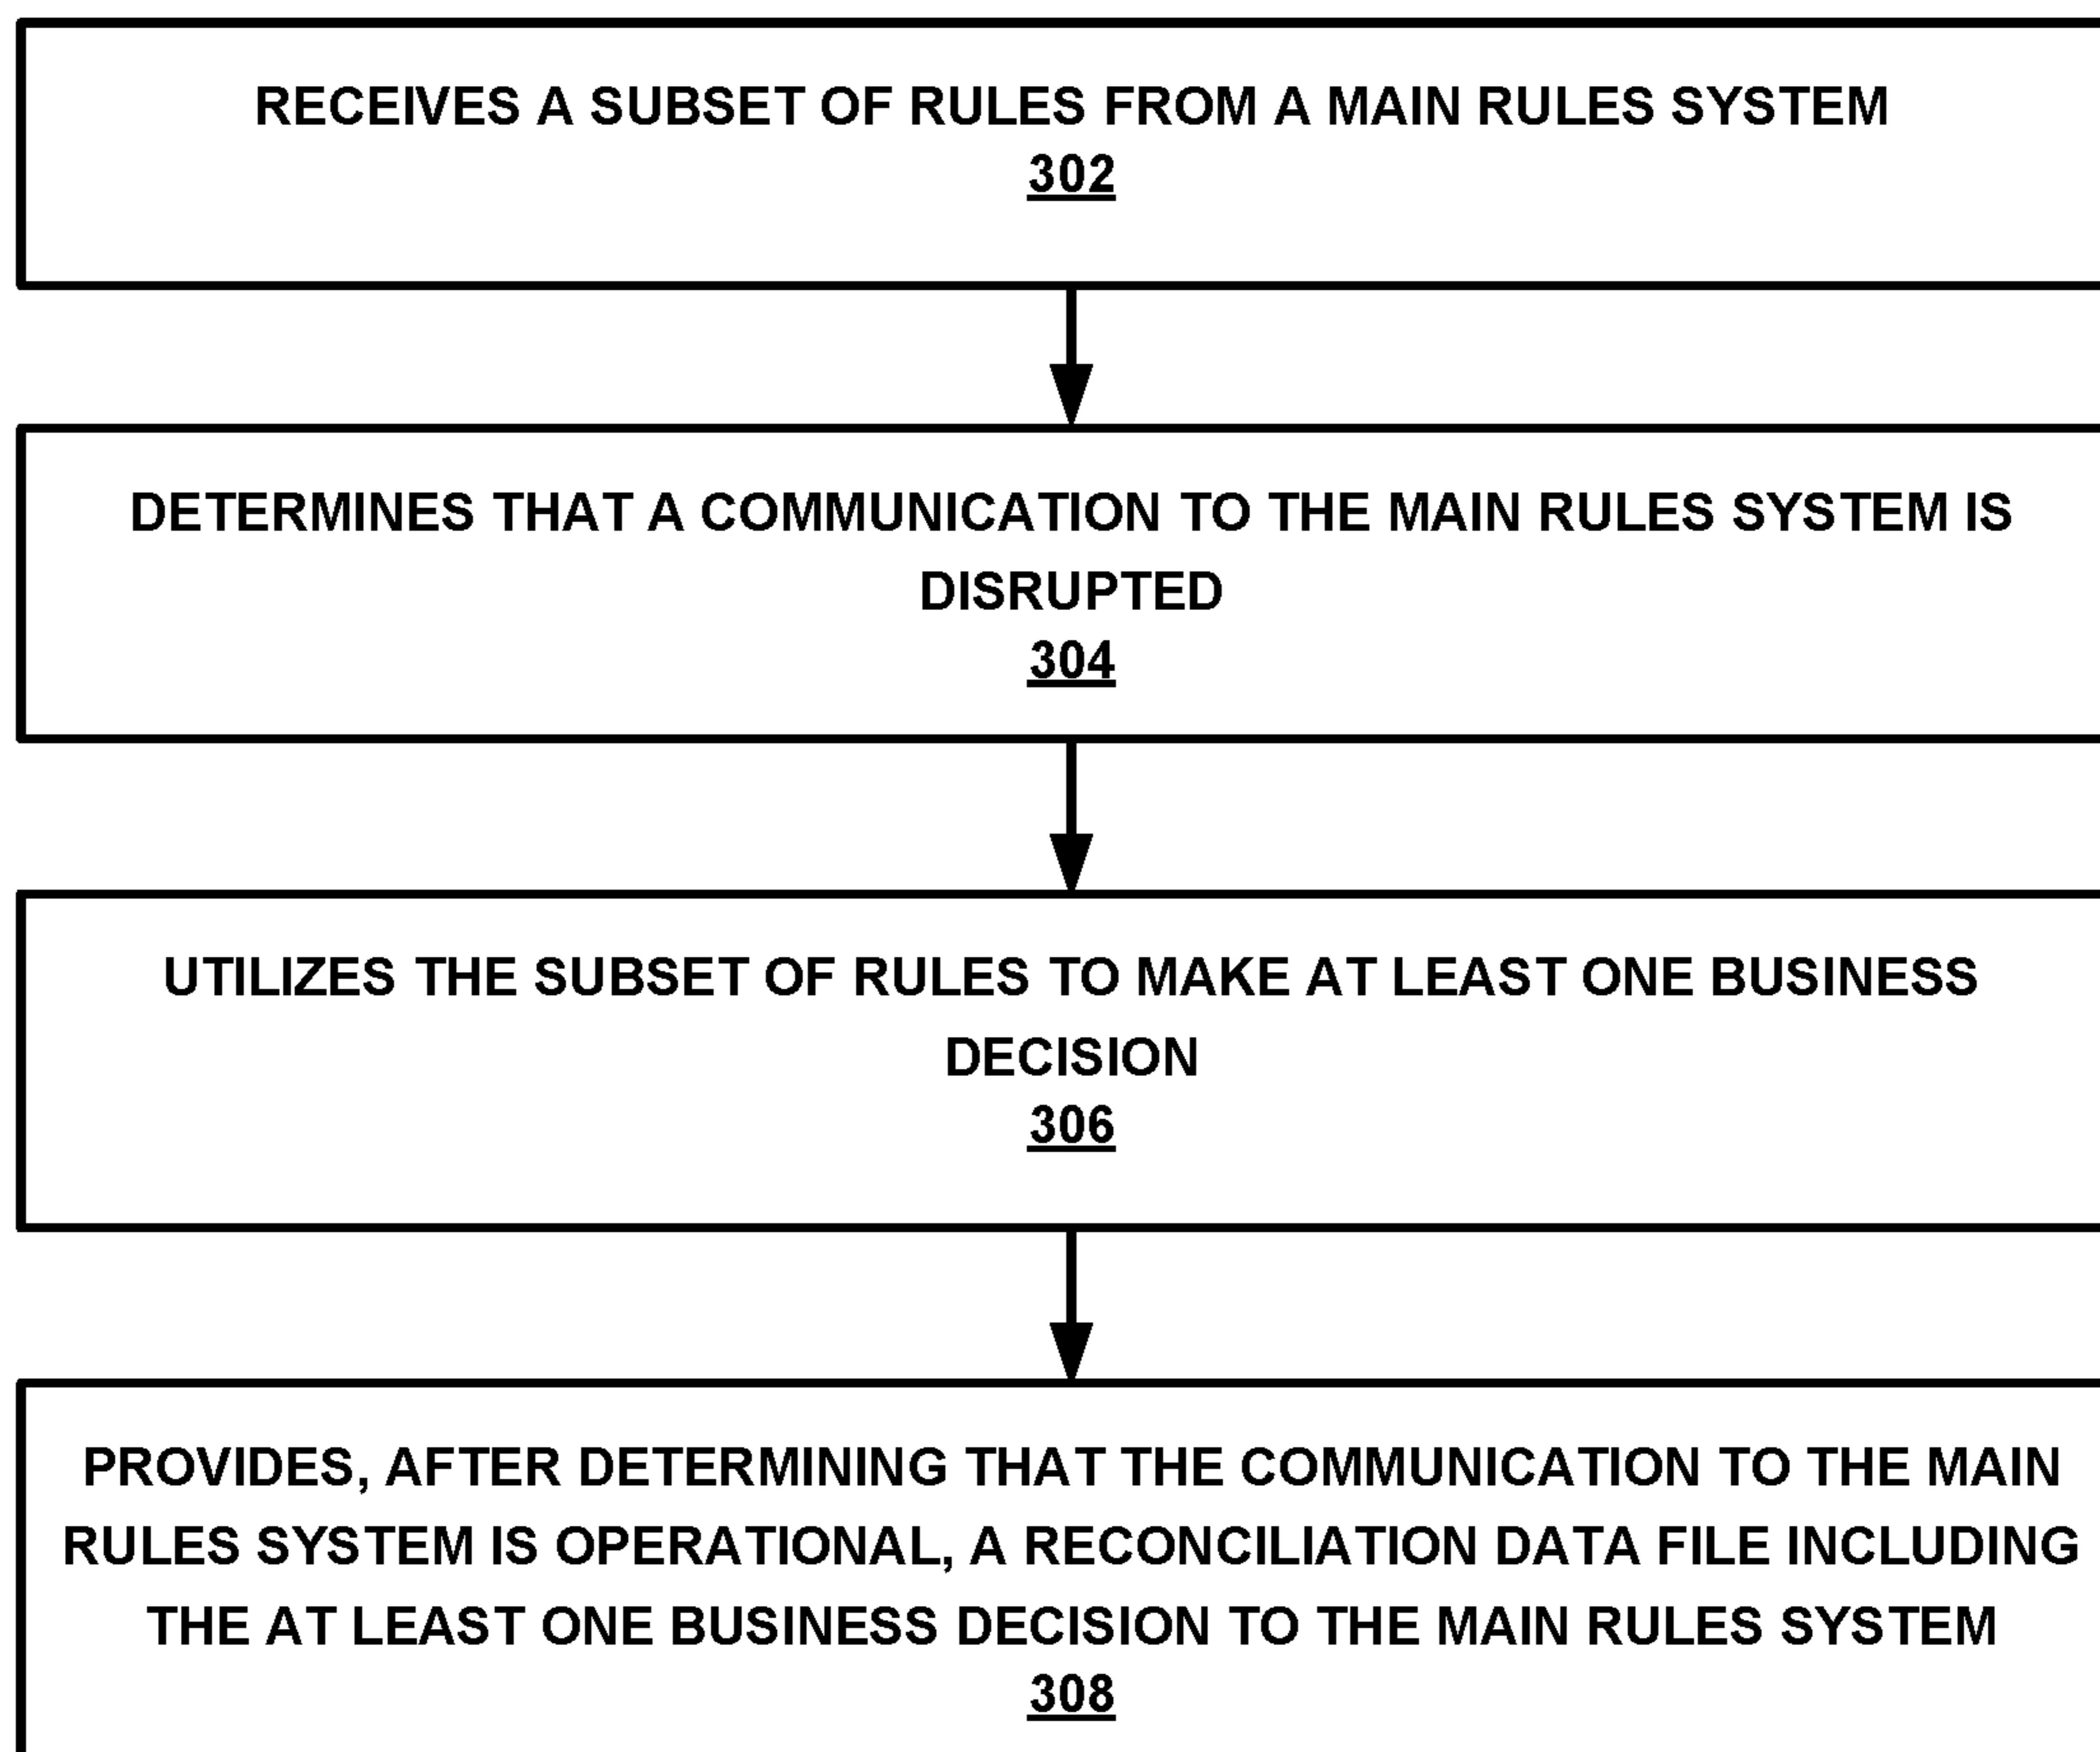 RECEIVES A SUBSET OF RULES FROM A MAIN RULES SYSTEM
302
DETERMINES THAT A COMMUNICATION TO THE MAIN RULES SYSTEM IS
DISRUPTED
304
UTILIZES THE SUBSET OF RULES TO MAKE AT LEAST ONE BUSINESS
DECISION
306
PROVIDES, AFTER DETERMINING THAT THE COMMUNICATION TO THE MAIN
RULES SYSTEM IS OPERATIONAL, A RECONCILIATION DATA FILE INCLUDING
THE AT LEAST ONE BUSINESS DECISION TO THE MAIN RULES SYSTEM
308